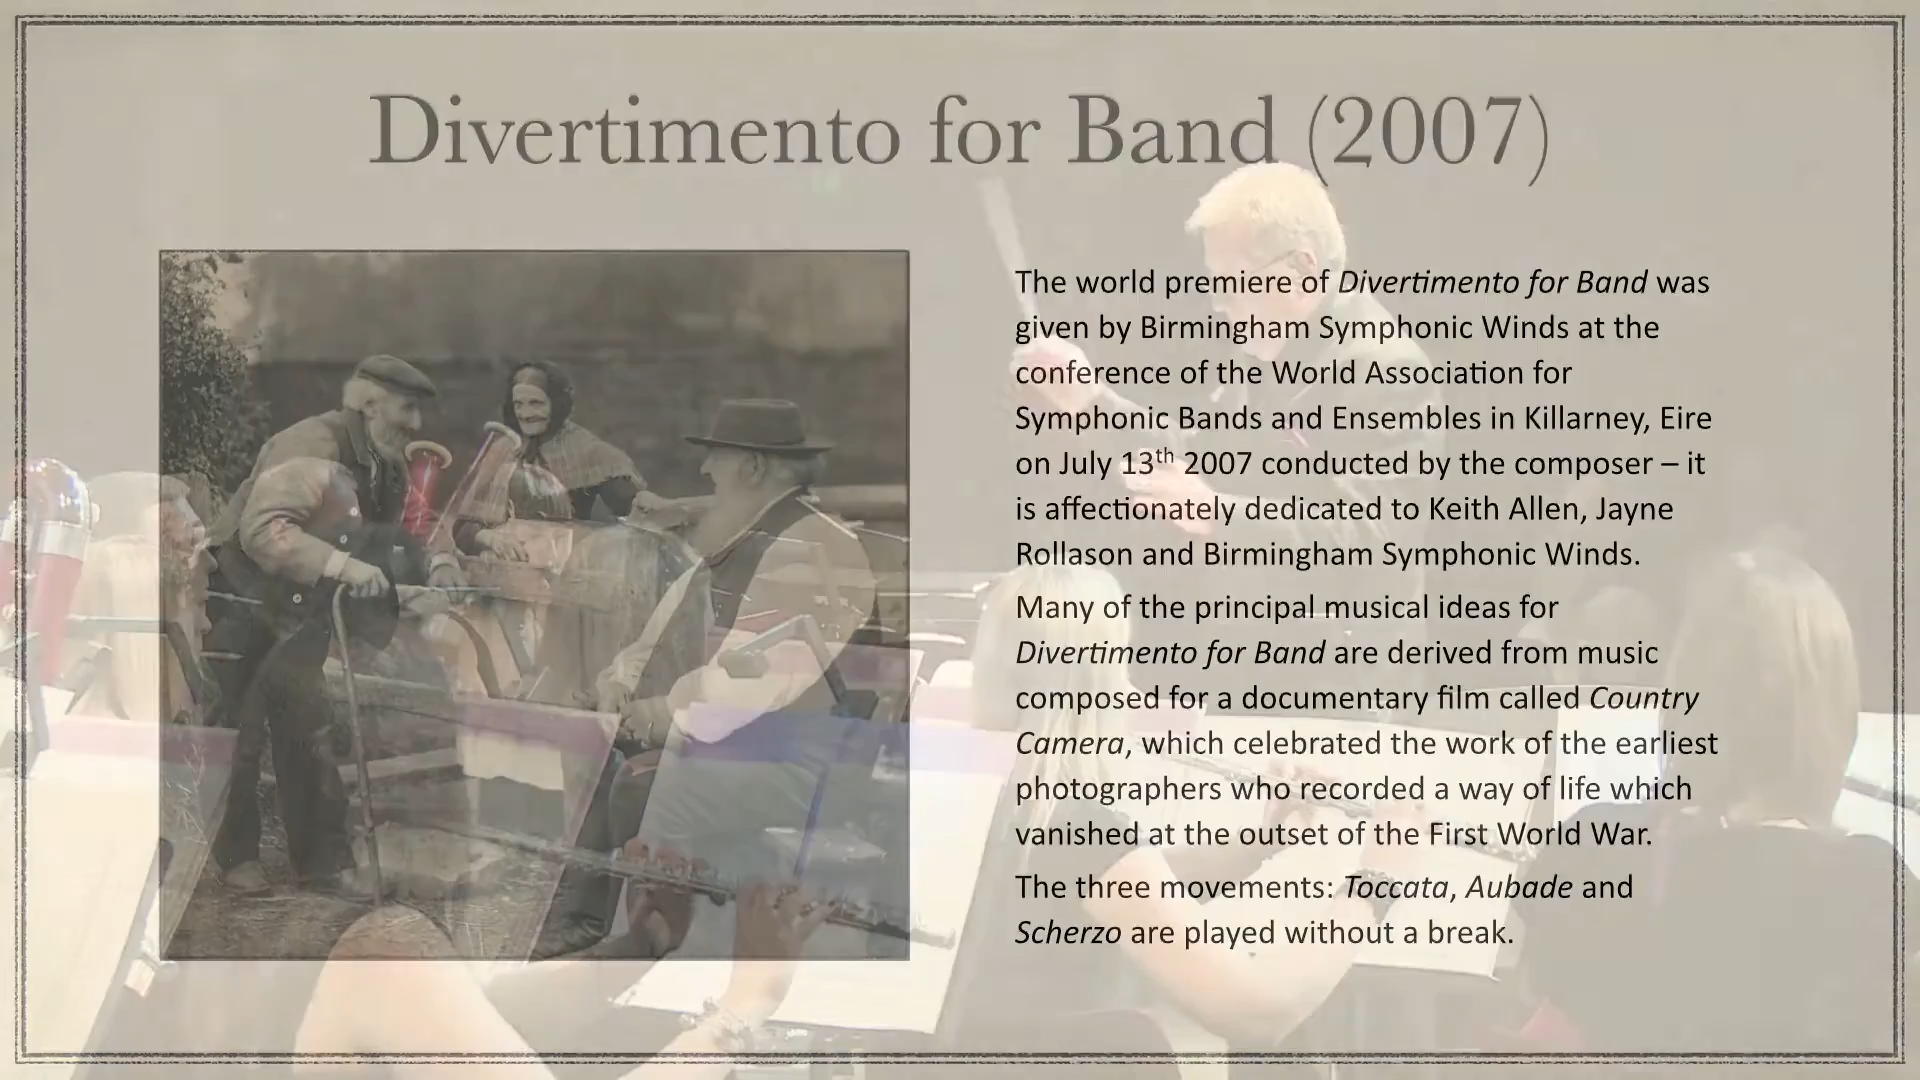 Divertimento for Band (2007)
The world premiere of Divertimento for Band was
given by Birmingham Symphonic Winds at the
conference of the World Association for
Symphonic Bands and Ensembles in Killarney, Eire
on July 13th 2007 conducted by the composer – it
is affectionately dedicated to Keith Allen, Jayne
Rollason and Birmingham Symphonic Winds.
Many of the principal musical ideas for
Divertimento for Band are derived from music
composed for a documentary film called Country
Camera, which celebrated the work of the earliest
photographers who recorded a way of life which
vanished at the outset of the First World War.
The three movements: Toccata, Aubade and
Scherzo are played without a break.